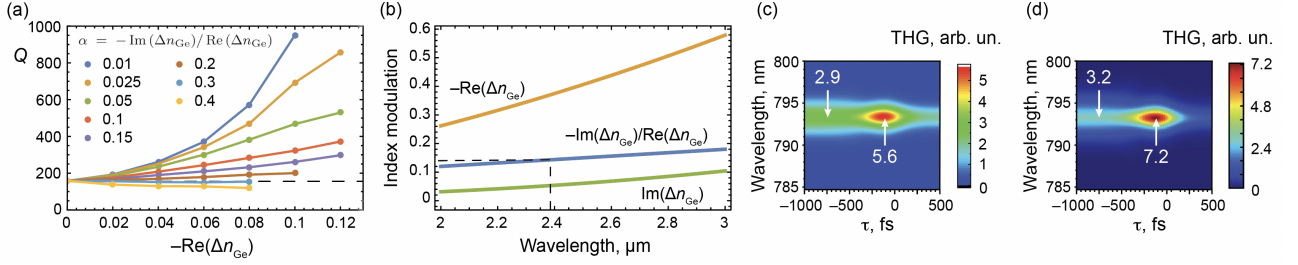 (a)
Q
1000
800
600
400
200
0
α = −Im(Δn_Ge)/Re(Δn_Ge)
0.01
0.025
0.05
0.1
0.15
0.2
0.3
0.4
0 0.02 0.04 0.06 0.08 0.10 0.12
−Re(Δn_Ge)
(b)
Index modulation
0.6
0.5
0.4
0.3
0.2
0.1
0
−Re(Δn_Ge)
−Im(Δn_Ge)/Re(Δn_Ge)
Im(Δn_Ge)
2 2.2 2.4 2.6 2.8 3
Wavelength, μm
(c)
THG, arb. un.
Wavelength, nm
800
795
790
785
2.9
5.6
−1000 −500 0 500
τ, fs
5
4
3
2
1
0
(d)
THG, arb. un.
Wavelength, nm
800
795
790
785
3.2
7.2
−1000 −500 0 500
τ, fs
7.2
4.8
2.4
0